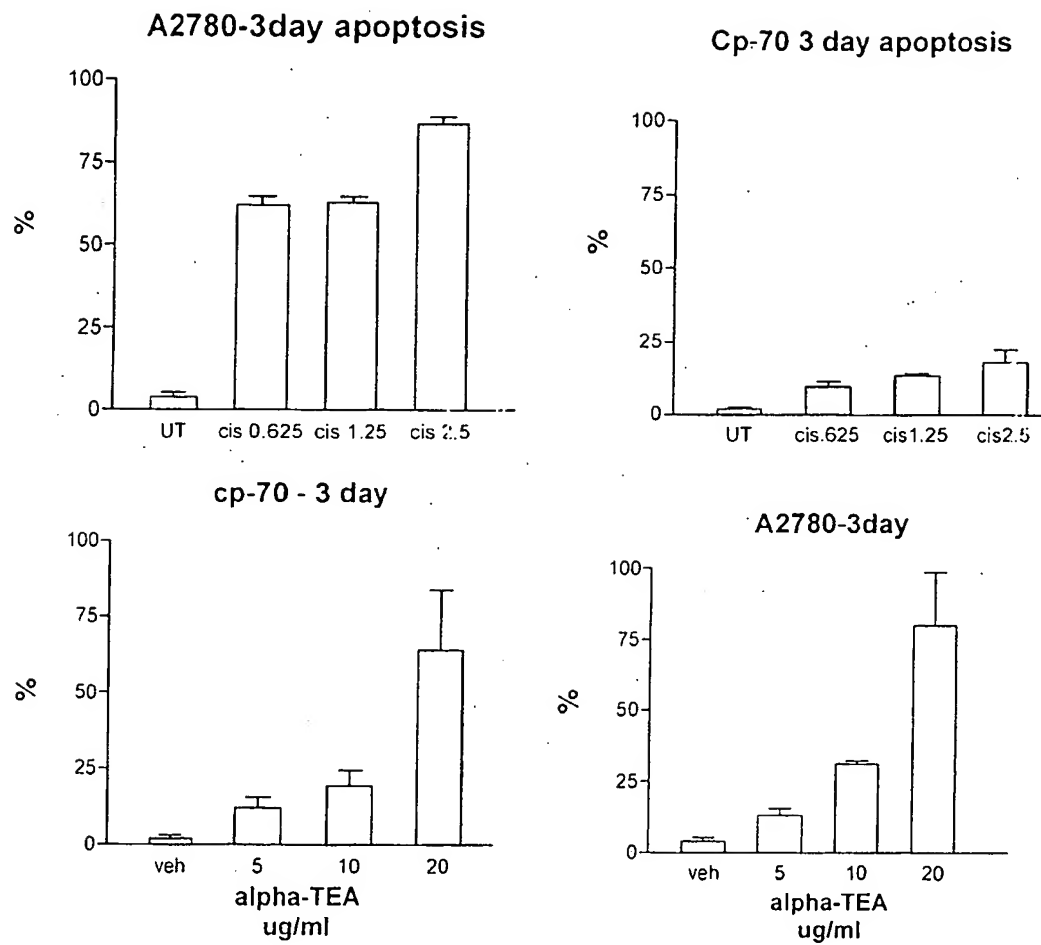 A2780-3day apoptosis
100
75
50
25
0
%
UT cis 0.625 cis 1.25 cis 2.5
Cp-70 3 day apoptosis
100
75
50
25
0
%
UT cis.625 cis1.25 cis2.5
cp-70 - 3 day
100
75
50
25
0
%
veh 5 10 20
alpha-TEA
ug/ml
A2780-3day
100
75
50
25
0
%
veh 5 10 20
alpha-TEA
ug/ml